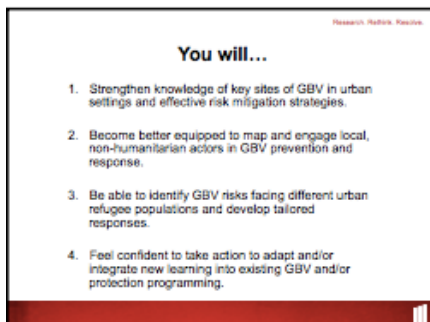 Research. Rethink. Resolve.
You will…
1. Strengthen knowledge of key sites of GBV in urban
settings and effective risk mitigation strategies.
2. Become better equipped to map and engage local,
non-humanitarian actors in GBV prevention and
response.
3. Be able to identify GBV risks facing different urban
refugee populations and develop tailored
responses.
4. Feel confident to take action to adapt and/or
integrate new learning into existing GBV and/or
protection programming.